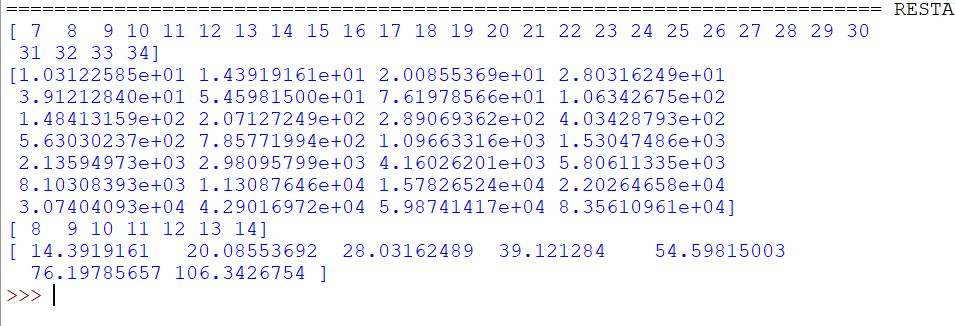 ========================================================================= RESTA
[ 7  8  9 10 11 12 13 14 15 16 17 18 19 20 21 22 23 24 25 26 27 28 29 30
 31 32 33 34]
[1.03122585e+01 1.43919161e+01 2.00855369e+01 2.80316249e+01
 3.91212840e+01 5.45981500e+01 7.61978566e+01 1.06342675e+02
 1.48413159e+02 2.07127249e+02 2.89069362e+02 4.03428793e+02
 5.63030237e+02 7.85771994e+02 1.09663316e+03 1.53047486e+03
 2.13594973e+03 2.98095799e+03 4.16026201e+03 5.80611335e+03
 8.10308393e+03 1.13087646e+04 1.57826524e+04 2.20264658e+04
 3.07404093e+04 4.29016972e+04 5.98741417e+04 8.35610961e+04]
[ 8  9 10 11 12 13 14]
[ 14.3919161   20.08553692  28.03162489  39.121284    54.59815003
  76.19785657 106.3426754 ]
>>>